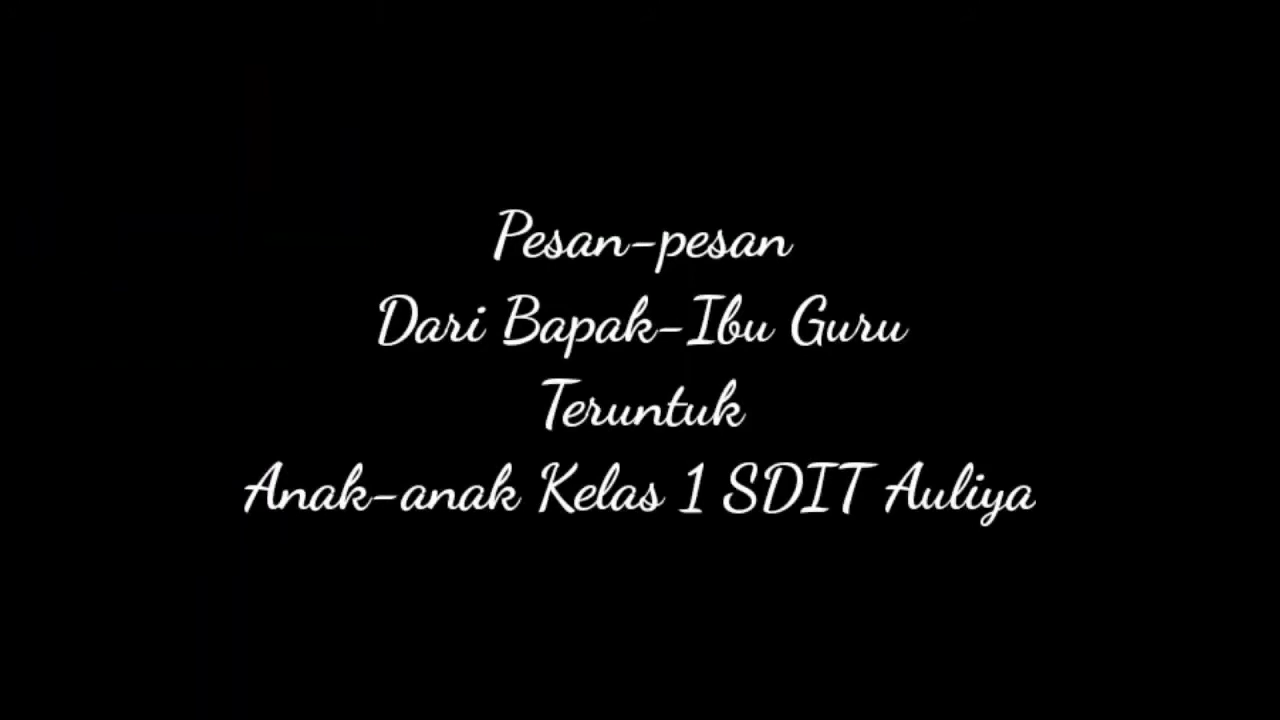 Pesan-pesan
Dari Bapak-Ibu Guru
Teruntuk
Anak-anak Kelas 1 SDIT Auliya